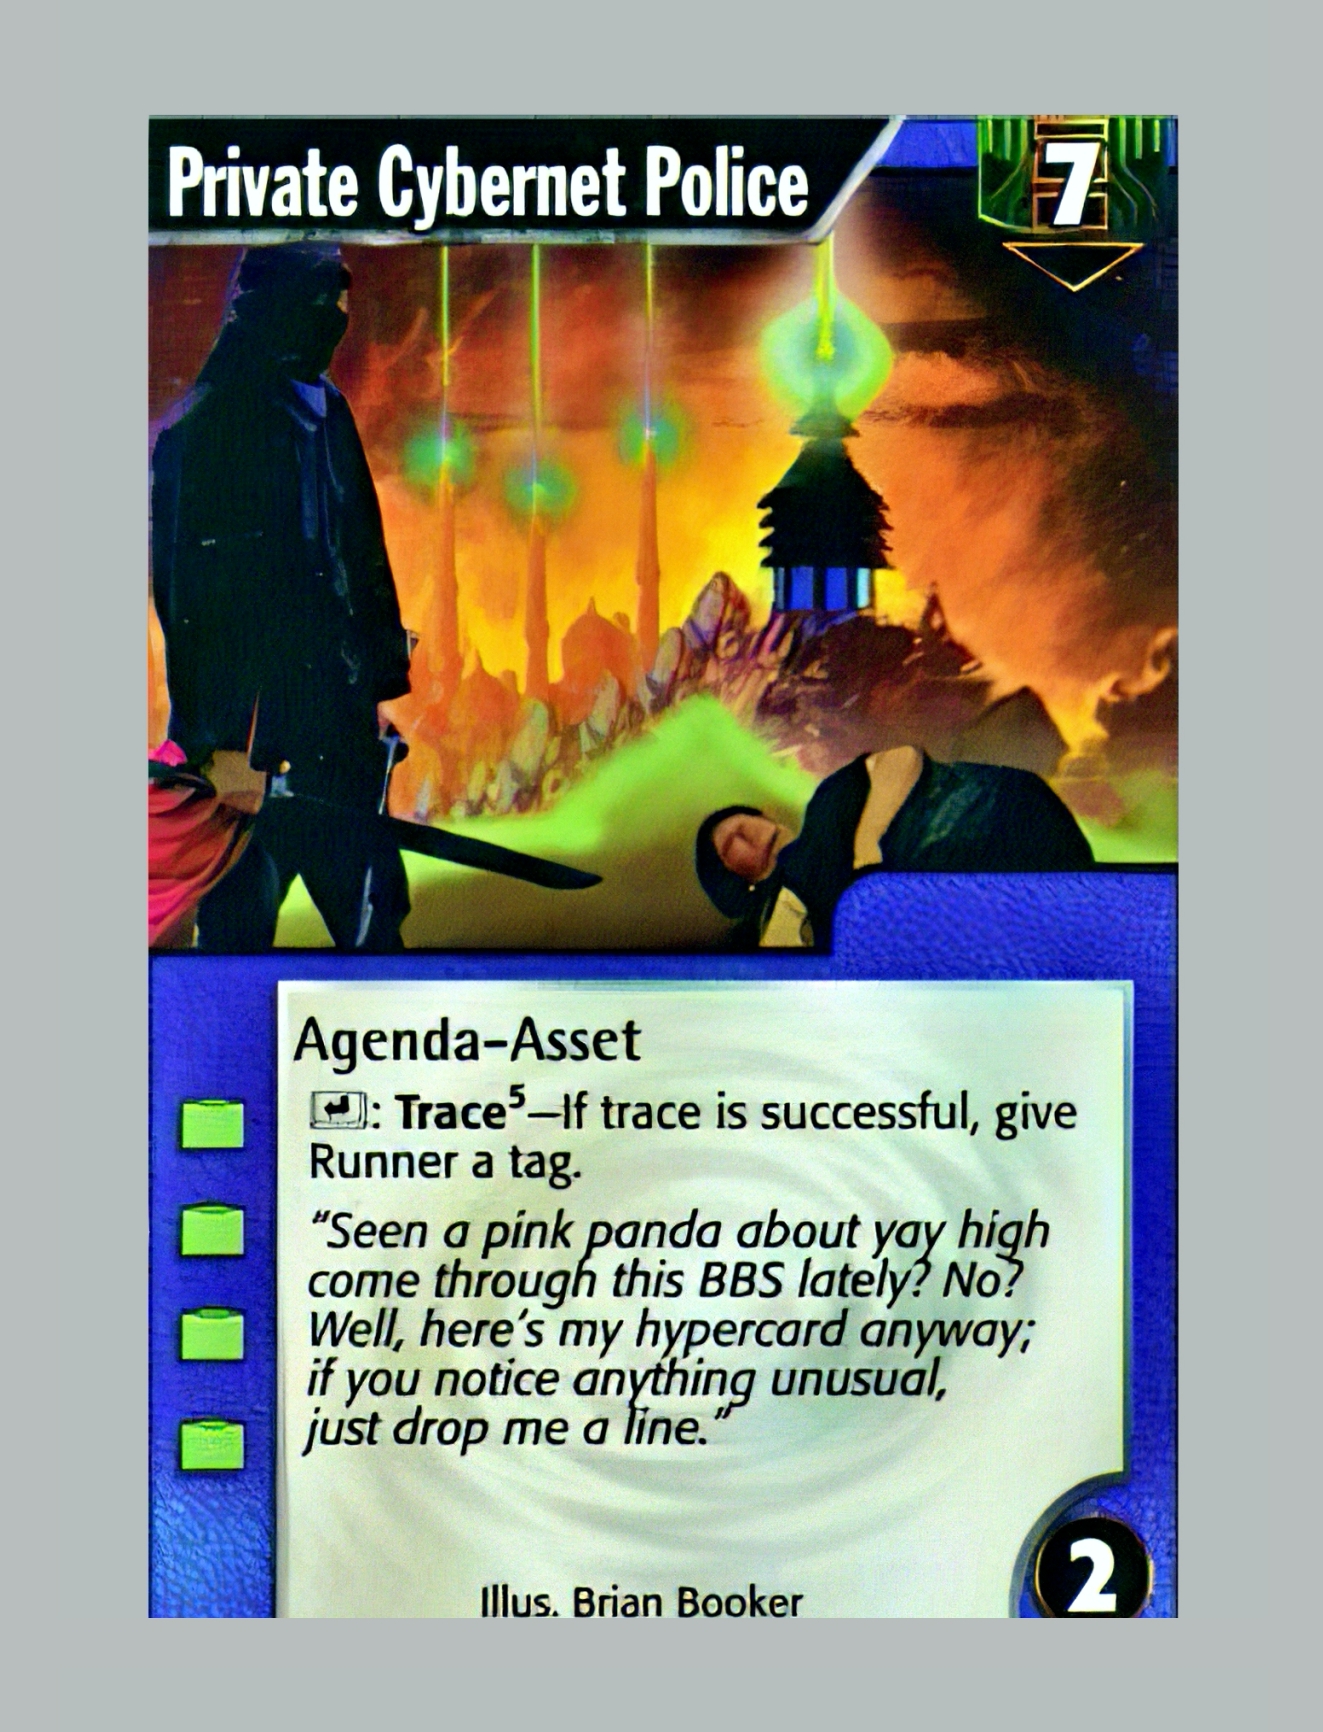 Private Cybernet Police
7
Agenda-Asset
: Trace⁵—If trace is successful, give
Runner a tag.
"Seen a pink panda about yay high
come through this BBS lately? No?
Well, here's my hypercard anyway;
if you notice anything unusual,
just drop me a line."
2
Illus. Brian Booker